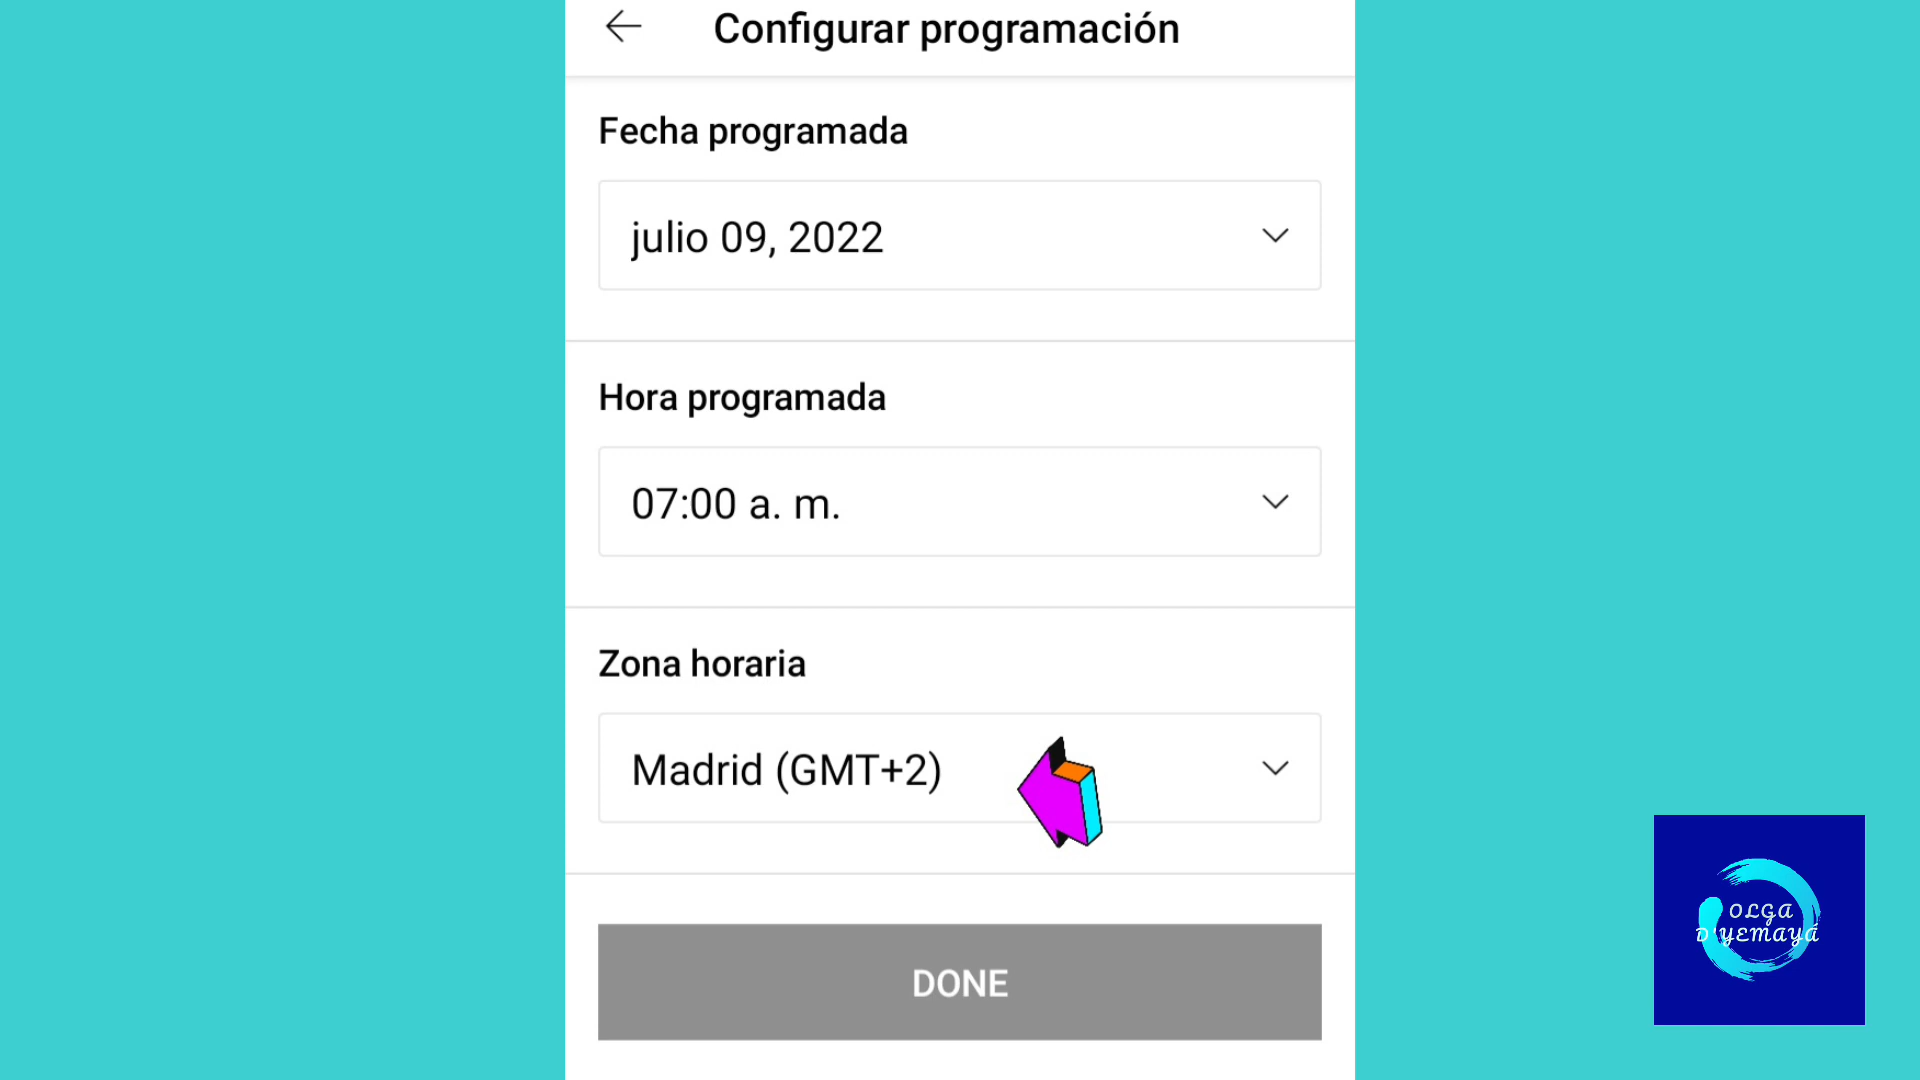 Configurar programación
Fecha programada
julio 09, 2022
Hora programada
07:00 a. m.
Zona horaria
Madrid (GMT+2)
DONE
OLGA
D'YEMAYÁ